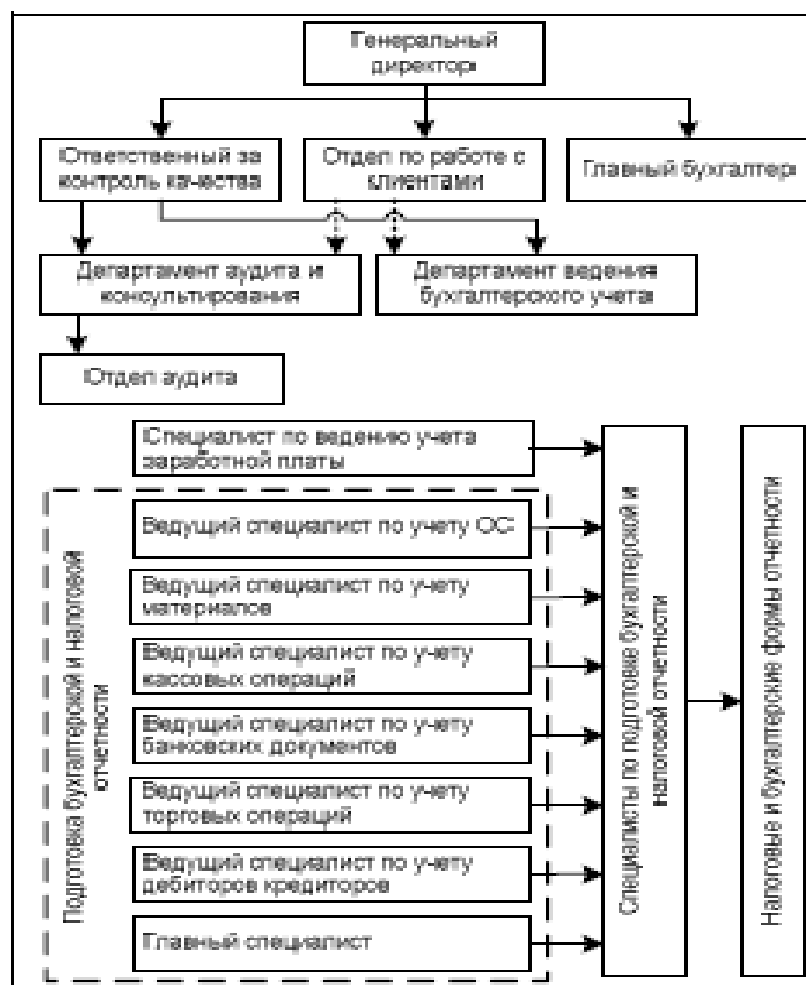 Генеральный
директор
Ответственный за
контроль качества
Отдел по работе с
клиентами
Главный бухгалтер
Департамент аудита и
консультирования
Департамент ведения
бухгалтерского учета
Отдел аудита
Специалист по ведению учета
заработной платы
Подготовка бухгалтерской и налоговой
отчетности
Ведущий специалист по учету ОС
Ведущий специалист по учету
материалов
Ведущий специалист по учету
кассовых операций
Ведущий специалист по учету
банковских документов
Ведущий специалист по учету
торговых операций
Ведущий специалист по учету
дебиторов кредиторов
Главный специалист
Специалисты по подготовке бухгалтерской и
налоговой отчетности
Налоговые и бухгалтерские формы отчетности